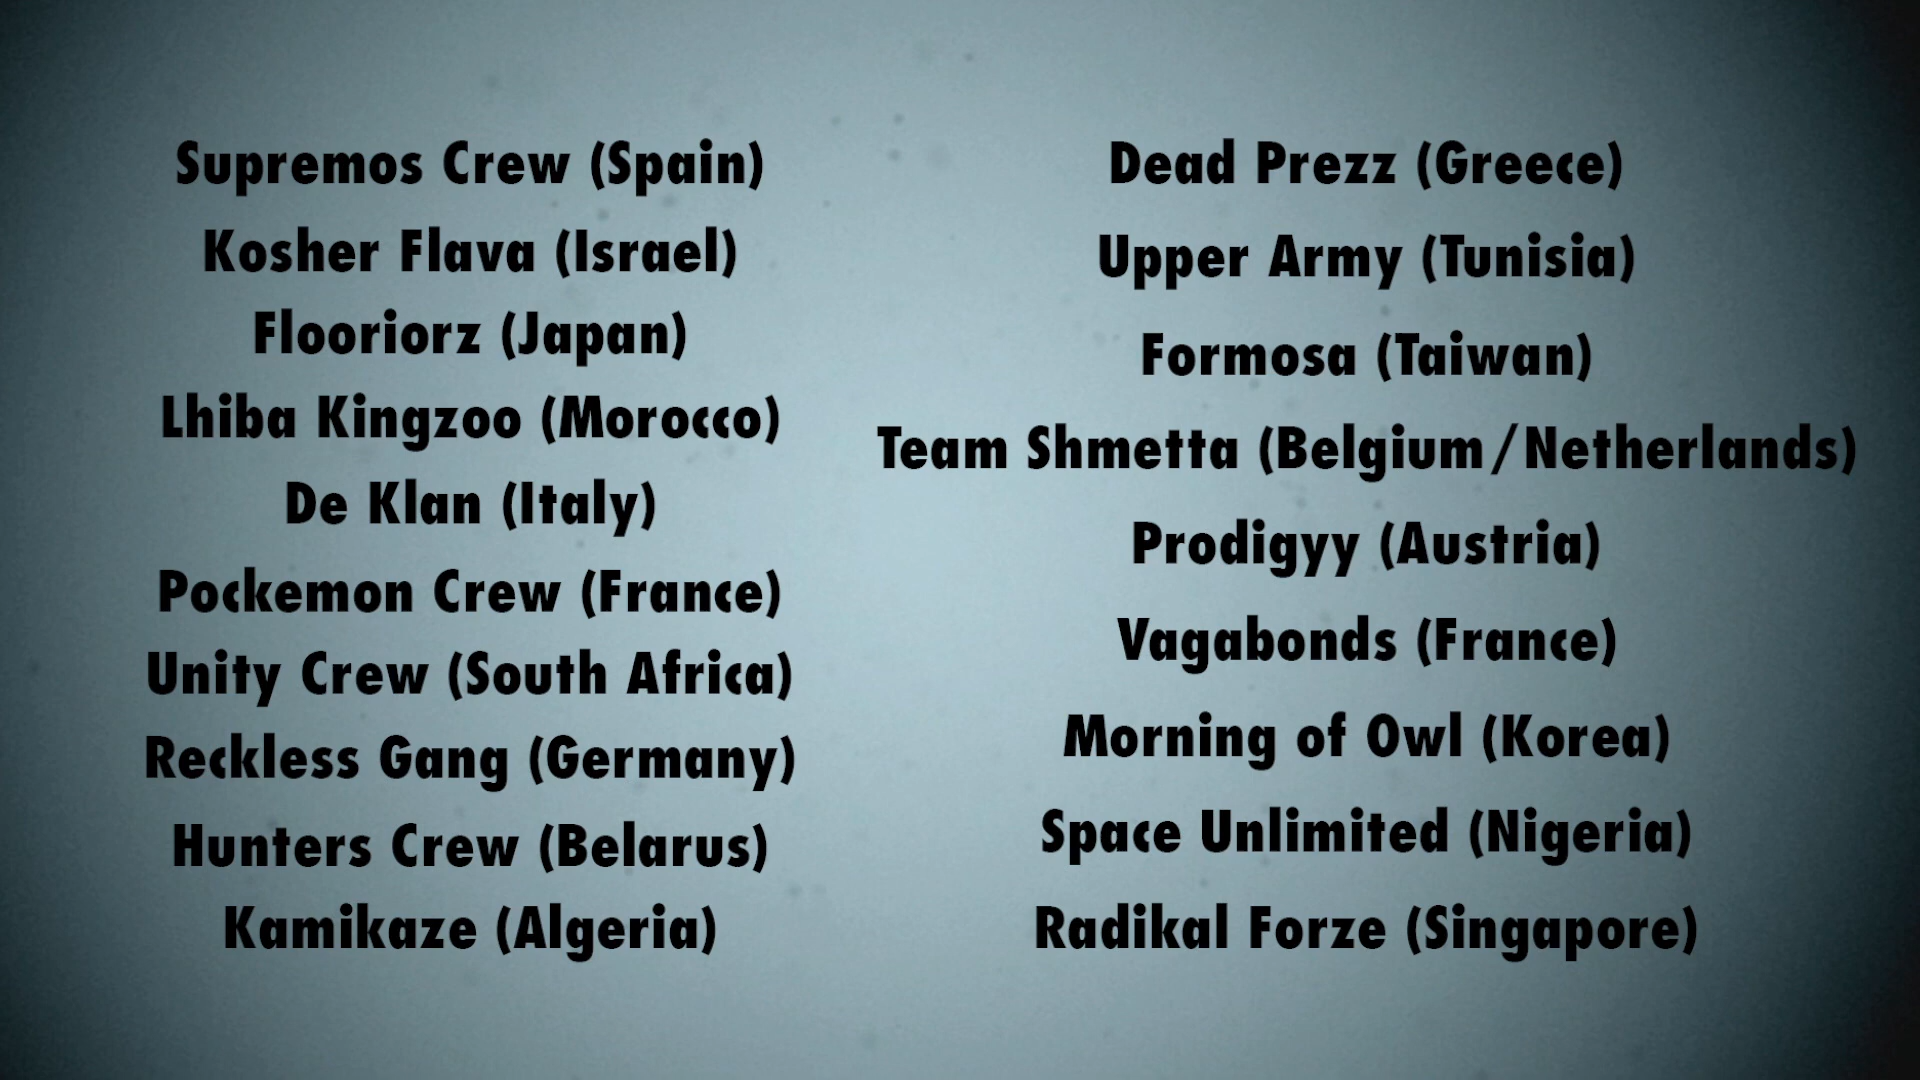 Supremos Crew (Spain)
Kosher Flava (Israel)
Flooriorz (Japan)
Lhiba Kingzoo (Morocco)
De Klan (Italy)
Pockemon Crew (France)
Unity Crew (South Africa)
Reckless Gang (Germany)
Hunters Crew (Belarus)
Kamikaze (Algeria)
Dead Prezz (Greece)
Upper Army (Tunisia)
Formosa (Taiwan)
Team Shmetta (Belgium/Netherlands)
Prodigyy (Austria)
Vagabonds (France)
Morning of Owl (Korea)
Space Unlimited (Nigeria)
Radikal Forze (Singapore)